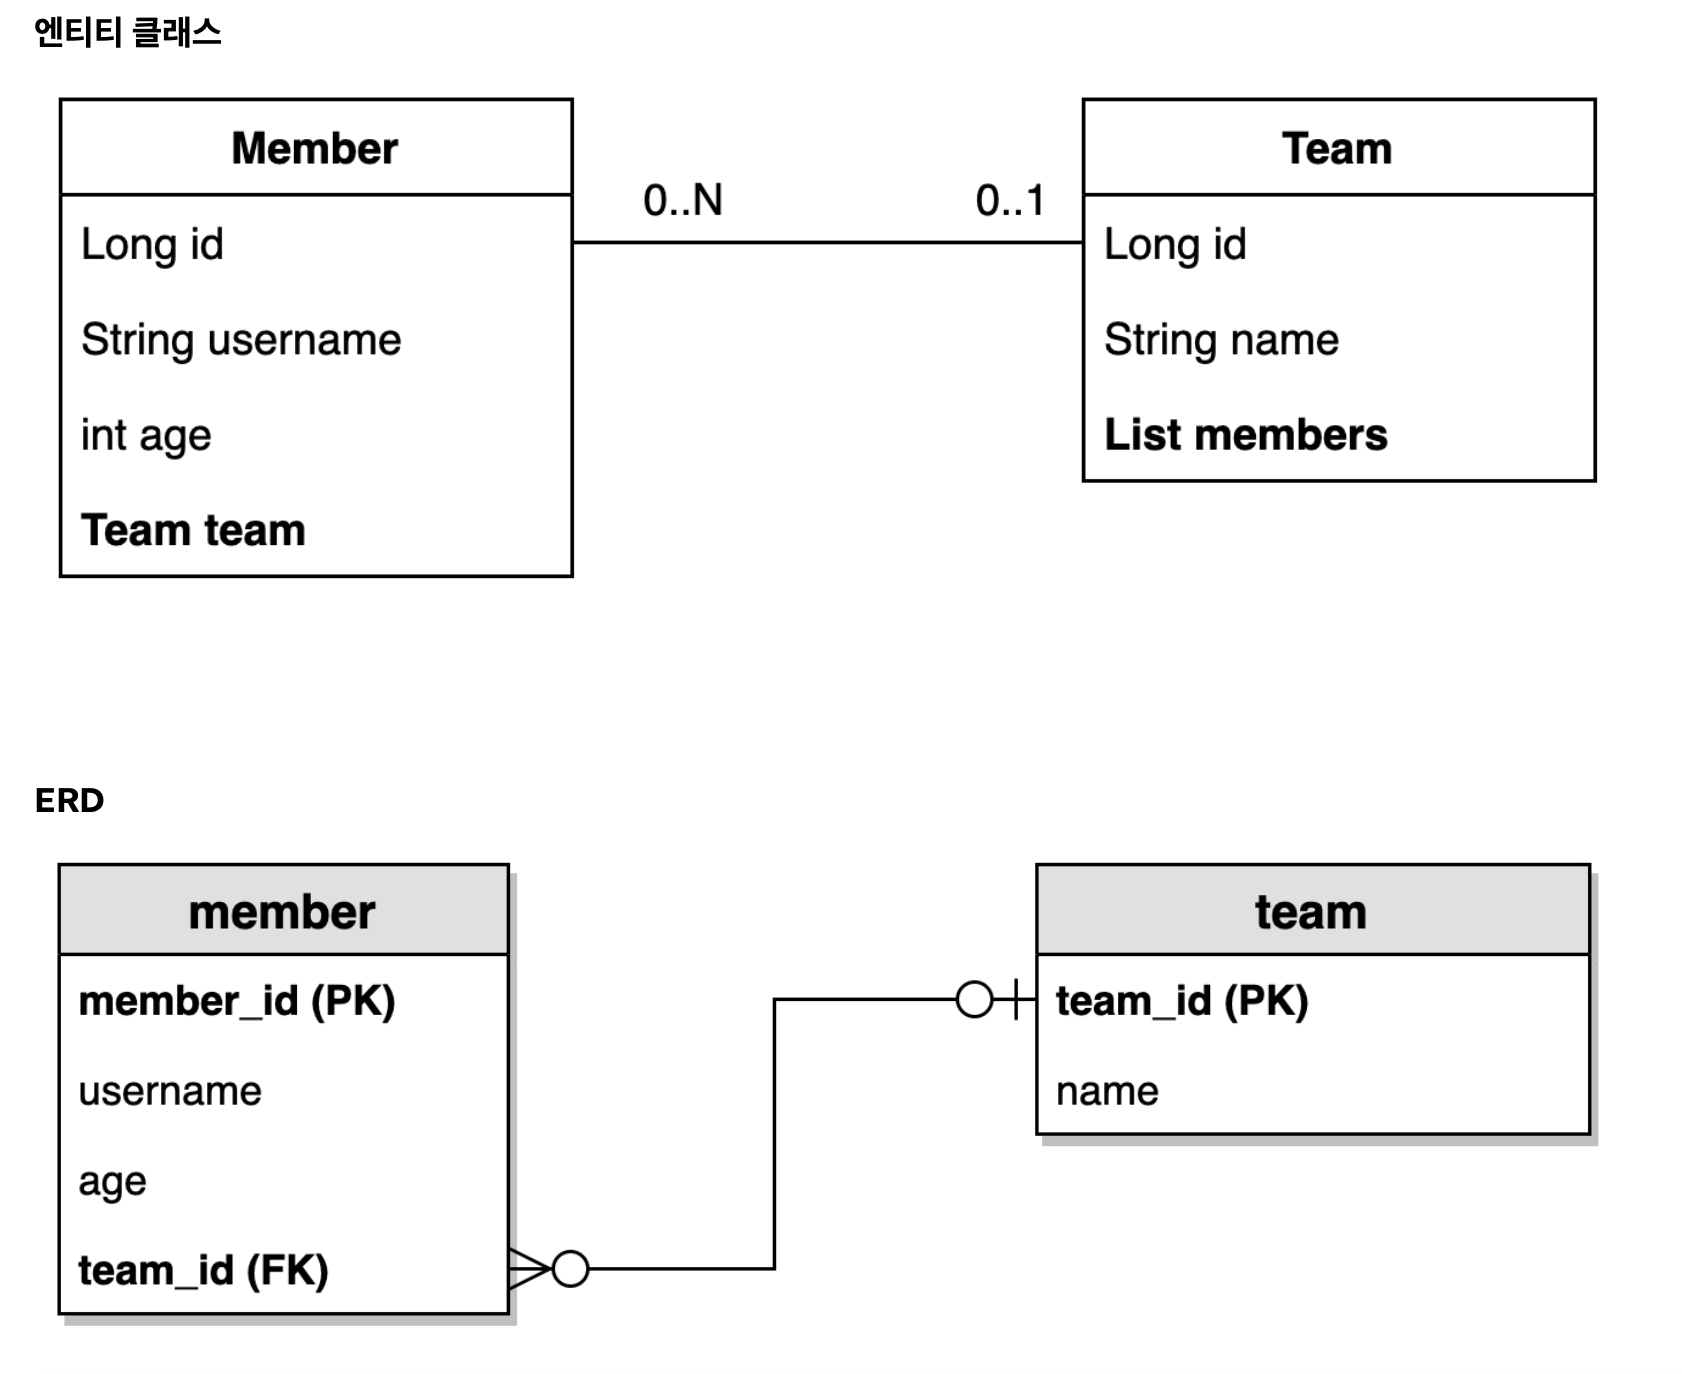 엔티티 클래스
Member
Long id
String username
int age
Team team
0..N
0..1
Team
Long id
String name
List members
ERD
member
member_id (PK)
username
age
team_id (FK)
team
team_id (PK)
name